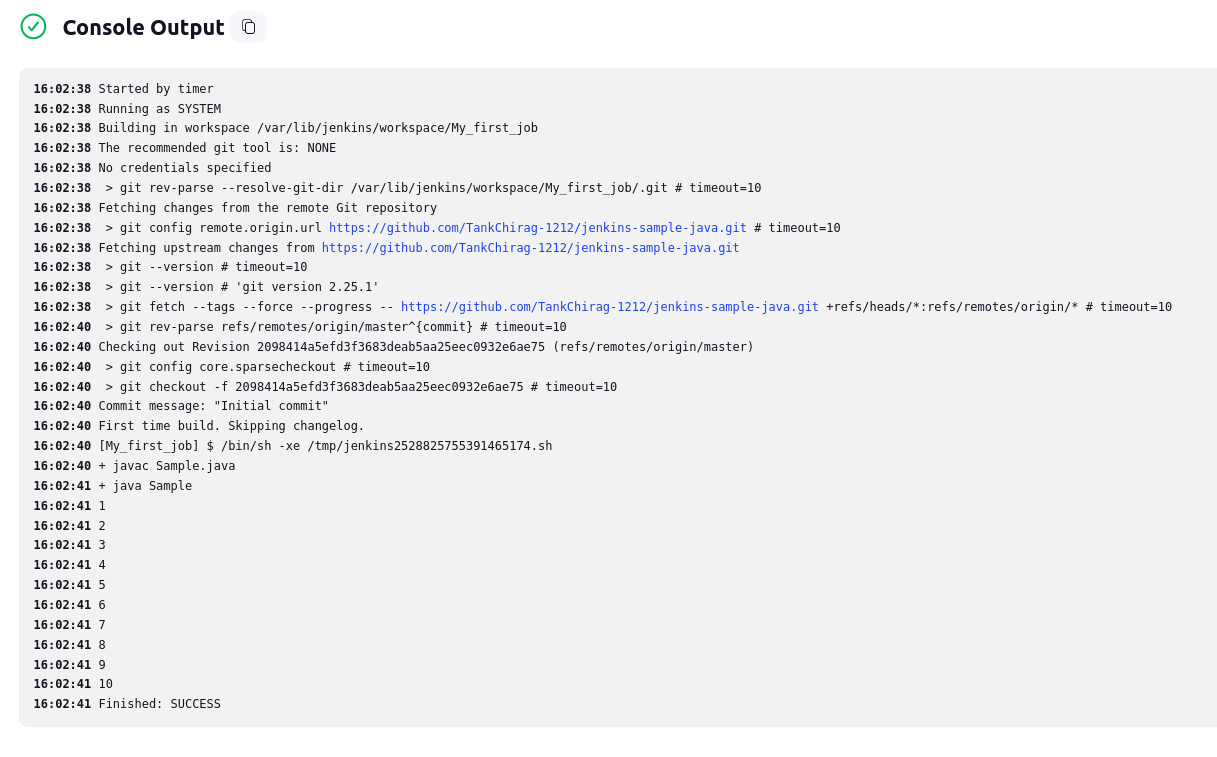 Console Output
16:02:38 Started by timer
16:02:38 Running as SYSTEM
16:02:38 Building in workspace /var/lib/jenkins/workspace/My_first_job
16:02:38 The recommended git tool is: NONE
16:02:38 No credentials specified
16:02:38  > git rev-parse --resolve-git-dir /var/lib/jenkins/workspace/My_first_job/.git # timeout=10
16:02:38 Fetching changes from the remote Git repository
16:02:38  > git config remote.origin.url https://github.com/TankChirag-1212/jenkins-sample-java.git # timeout=10
16:02:38 Fetching upstream changes from https://github.com/TankChirag-1212/jenkins-sample-java.git
16:02:38  > git --version # timeout=10
16:02:38  > git --version # 'git version 2.25.1'
16:02:38  > git fetch --tags --force --progress -- https://github.com/TankChirag-1212/jenkins-sample-java.git +refs/heads/*:refs/remotes/origin/* # timeout=10
16:02:40  > git rev-parse refs/remotes/origin/master^{commit} # timeout=10
16:02:40 Checking out Revision 2098414a5efd3f3683deab5aa25eec0932e6ae75 (refs/remotes/origin/master)
16:02:40  > git config core.sparsecheckout # timeout=10
16:02:40  > git checkout -f 2098414a5efd3f3683deab5aa25eec0932e6ae75 # timeout=10
16:02:40 Commit message: "Initial commit"
16:02:40 First time build. Skipping changelog.
16:02:40 [My_first_job] $ /bin/sh -xe /tmp/jenkins2528825755391465174.sh
16:02:40 + javac Sample.java
16:02:41 + java Sample
16:02:41 1
16:02:41 2
16:02:41 3
16:02:41 4
16:02:41 5
16:02:41 6
16:02:41 7
16:02:41 8
16:02:41 9
16:02:41 10
16:02:41 Finished: SUCCESS